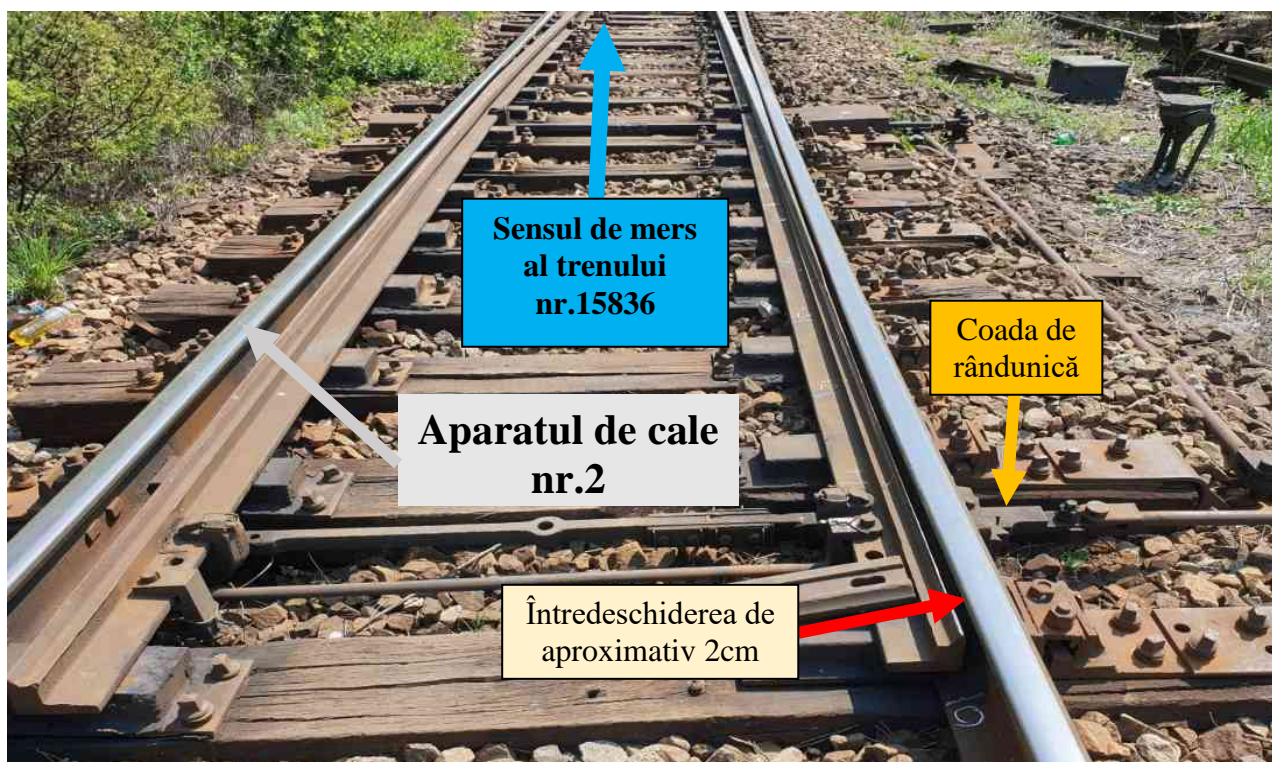 Sensul de mers
al trenului
nr.15836
Coada de
rândunică
Aparatul de cale
nr.2
Întredeschiderea de
aproximativ 2cm